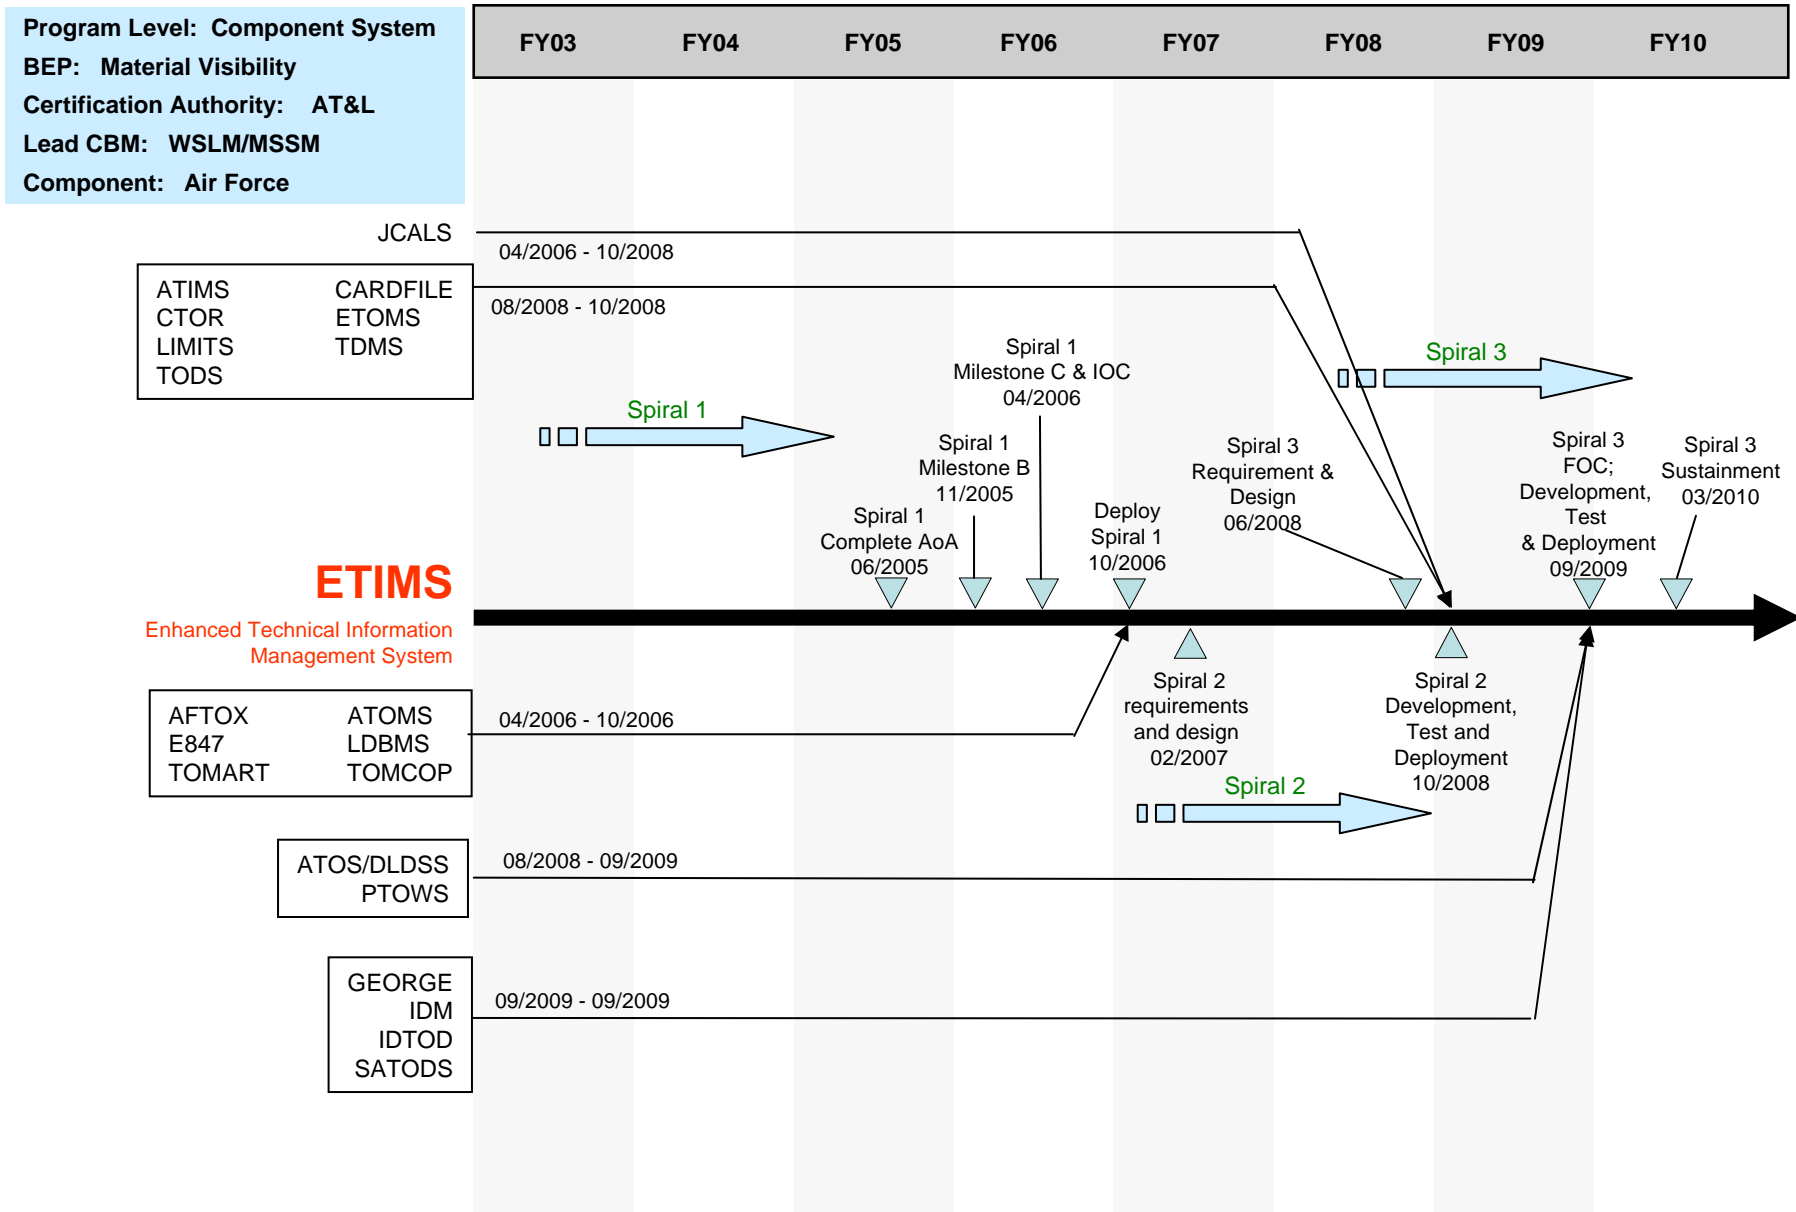 Program Level: Component System
BEP: Material Visibility
Certification Authority: AT&L
Lead CBM: WSLM/MSSM
Component: Air Force
FY03 FY04 FY05 FY06 FY07 FY08 FY09 FY10
JCALS
04/2006 - 10/2008
ATIMS CARDFILE
CTOR ETOMS
LIMITS TDMS
TODS
08/2008 - 10/2008
Spiral 1
Spiral 3
Spiral 1
Complete AoA
06/2005
Spiral 1
Milestone B
11/2005
Spiral 1
Milestone C & IOC
04/2006
Deploy
Spiral 1
10/2006
Spiral 3
Requirement &
Design
06/2008
Spiral 3
FOC;
Development,
Test
& Deployment
09/2009
Spiral 3
Sustainment
03/2010
ETIMS
Enhanced Technical Information
Management System
AFTOX ATOMS
E847 LDBMS
TOMART TOMCOP
04/2006 - 10/2006
Spiral 2
requirements
and design
02/2007
Spiral 2
Development,
Test and
Deployment
10/2008
Spiral 2
ATOS/DLDSS
PTOWS
08/2008 - 09/2009
GEORGE
IDM
IDTOD
SATODS
09/2009 - 09/2009